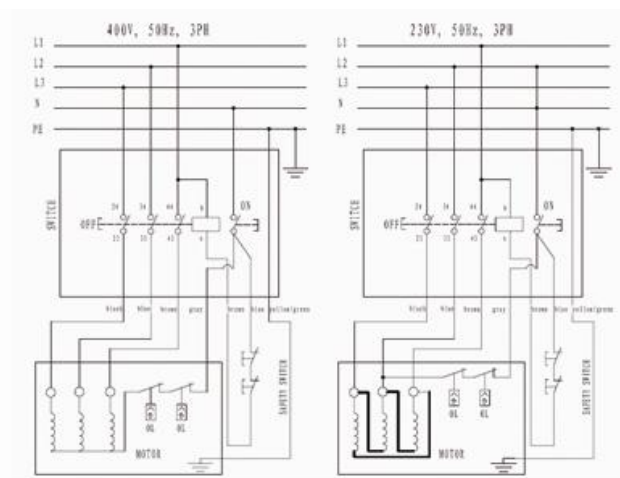 400V, 50Hz, 3PH
L1
L2
L3
N
PE
SWITCH
OFF
ON
black
blue
brown
gray
brown
blue
yellow/green
SAFETY SWITCH
OL
OL
MOTOR
230V, 50Hz, 3PH
L1
L2
L3
N
PE
SWITCH
OFF
ON
black
blue
brown
gray
brown
blue
yellow/green
SAFETY SWITCH
OL
OL
MOTOR